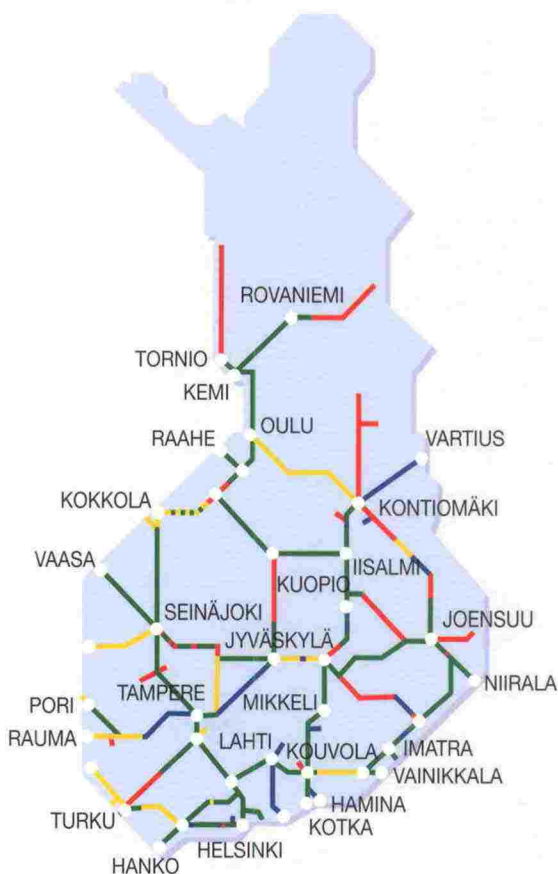 ROVANIEMI
TORNIO
KEMI
OULU
RAAHE
VARTIUS
KOKKOLA
KONTIOMÄKI
VAASA
IISALMI
KUOPIO
SEINÄJOKI
JOENSUU
JYVÄSKYLÄ
NIIRALA
TAMPERE
MIKKELI
PORI
RAUMA
LAHTI
KOUVOLA
IMATRA
VAINIKKALA
HAMINA
TURKU
KOTKA
HELSINKI
HANKO